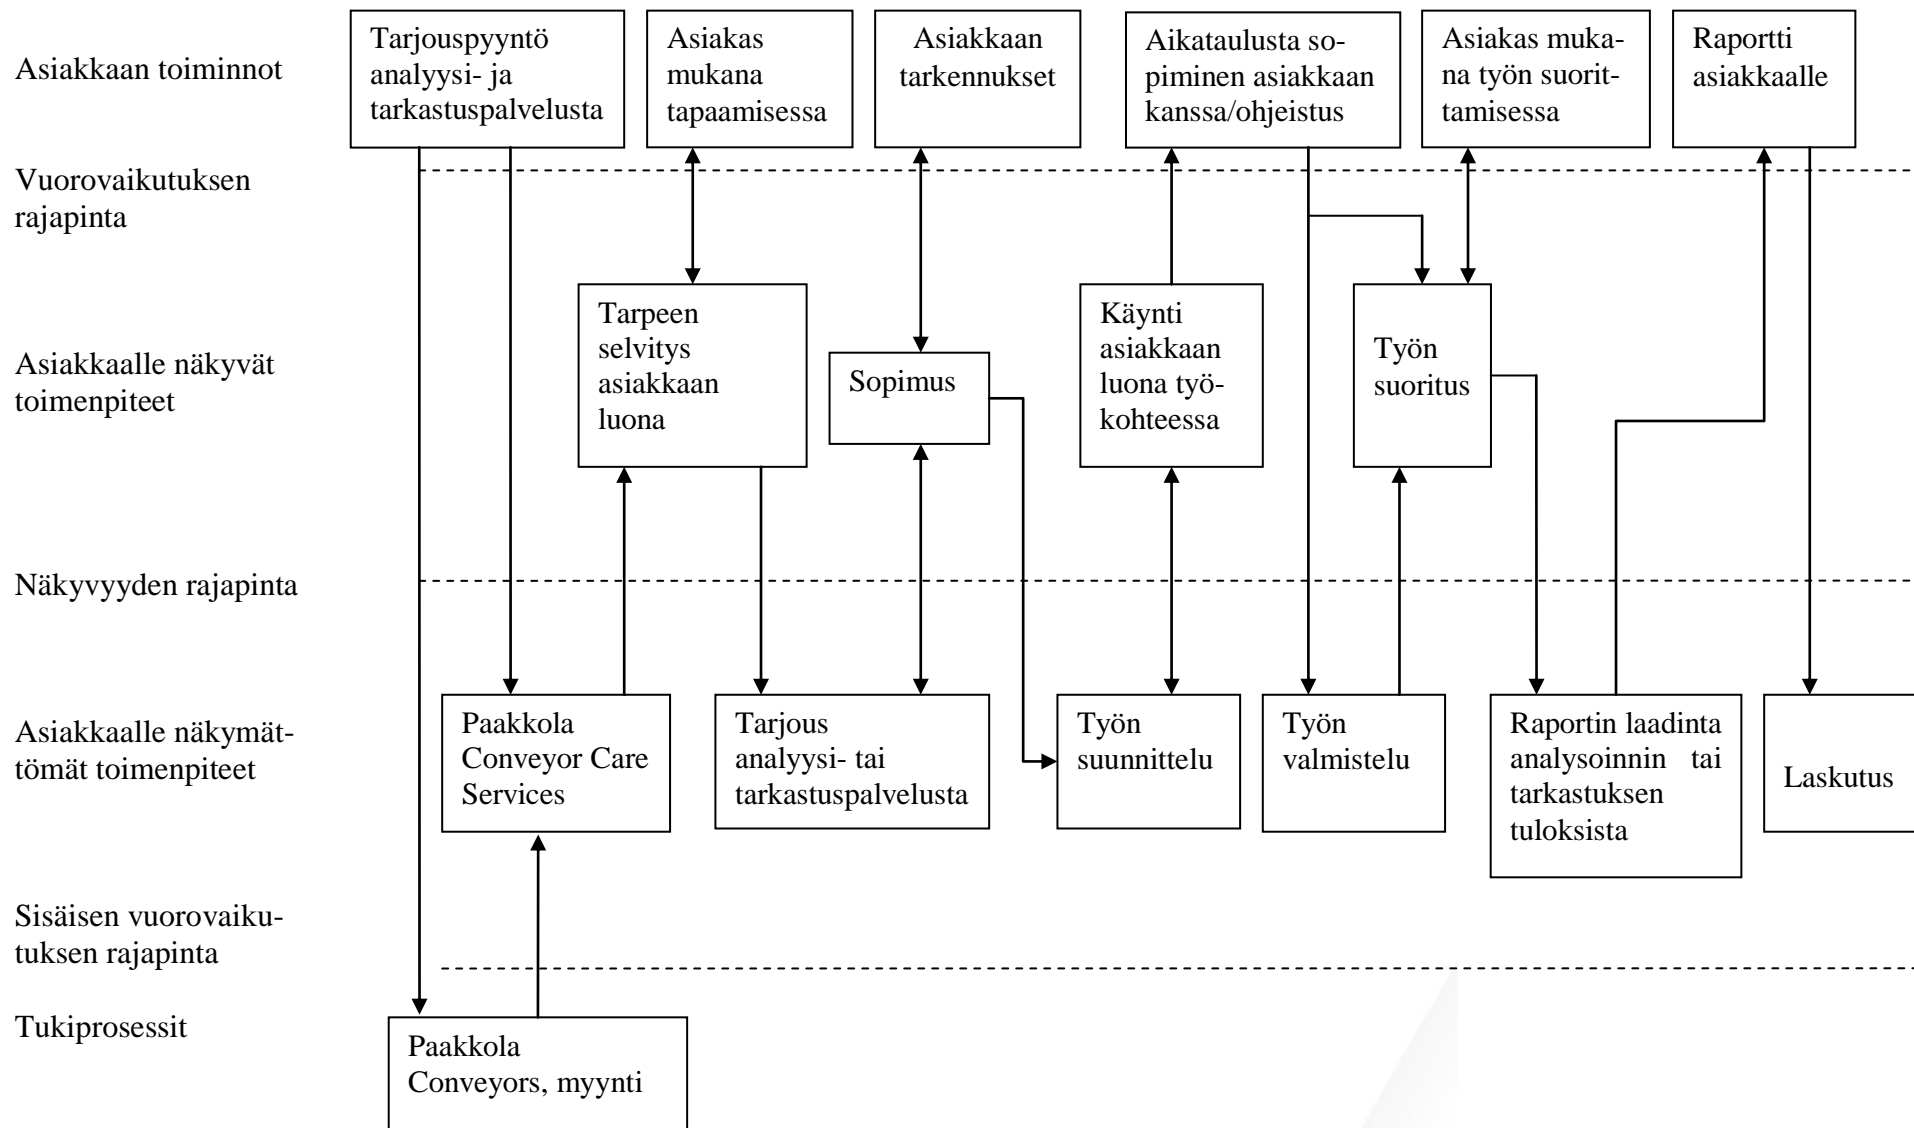 Asiakkaan toiminnot
Tarjouspyyntö
analyysi- ja
tarkastuspalvelusta
Asiakas
mukana
tapaamisessa
Asiakkaan
tarkennukset
Aikataulusta so-
piminen asiakkaan
kanssa/ohjeistus
Asiakas muka-
na työn suorit-
tamisessa
Raportti
asiakkaalle
Vuorovaikutuksen
rajapinta
Asiakkaalle näkyvät
toimenpiteet
Tarpeen
selvitys
asiakkaan
luona
Sopimus
Käynti
asiakkaan
luona työ-
kohteessa
Työn
suoritus
Näkyvyyden rajapinta
Asiakkaalle näkymät-
tömät toimenpiteet
Paakkola
Conveyor Care
Services
Tarjous
analyysi- tai
tarkastuspalvelusta
Työn
suunnittelu
Työn
valmistelu
Raportin laadinta
analysoinnin tai
tarkastuksen
tuloksista
Laskutus
Sisäisen vuorovaiku-
tuksen rajapinta
Tukiprosessit
Paakkola
Conveyors, myynti